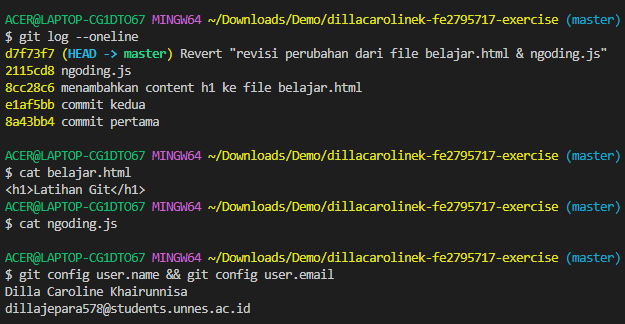 ACER@LAPTOP-CG1DTO67 MINGW64 ~/Downloads/Demo/dillacarolinek-fe2795717-exercise (master)
$ git log --oneline
d7f73f7 (HEAD -> master) Revert "revisi perubahan dari file belajar.html & ngoding.js"
2115cd8 ngoding.js
8cc28c6 menambahkan content h1 ke file belajar.html
e1af5bb commit kedua
8a43bb4 commit pertama
ACER@LAPTOP-CG1DTO67 MINGW64 ~/Downloads/Demo/dillacarolinek-fe2795717-exercise (master)
$ cat belajar.html
<h1>Latihan Git</h1>
ACER@LAPTOP-CG1DTO67 MINGW64 ~/Downloads/Demo/dillacarolinek-fe2795717-exercise (master)
$ cat ngoding.js
ACER@LAPTOP-CG1DTO67 MINGW64 ~/Downloads/Demo/dillacarolinek-fe2795717-exercise (master)
$ git config user.name && git config user.email
Dilla Caroline Khairunnisa
dillajepara578@students.unnes.ac.id